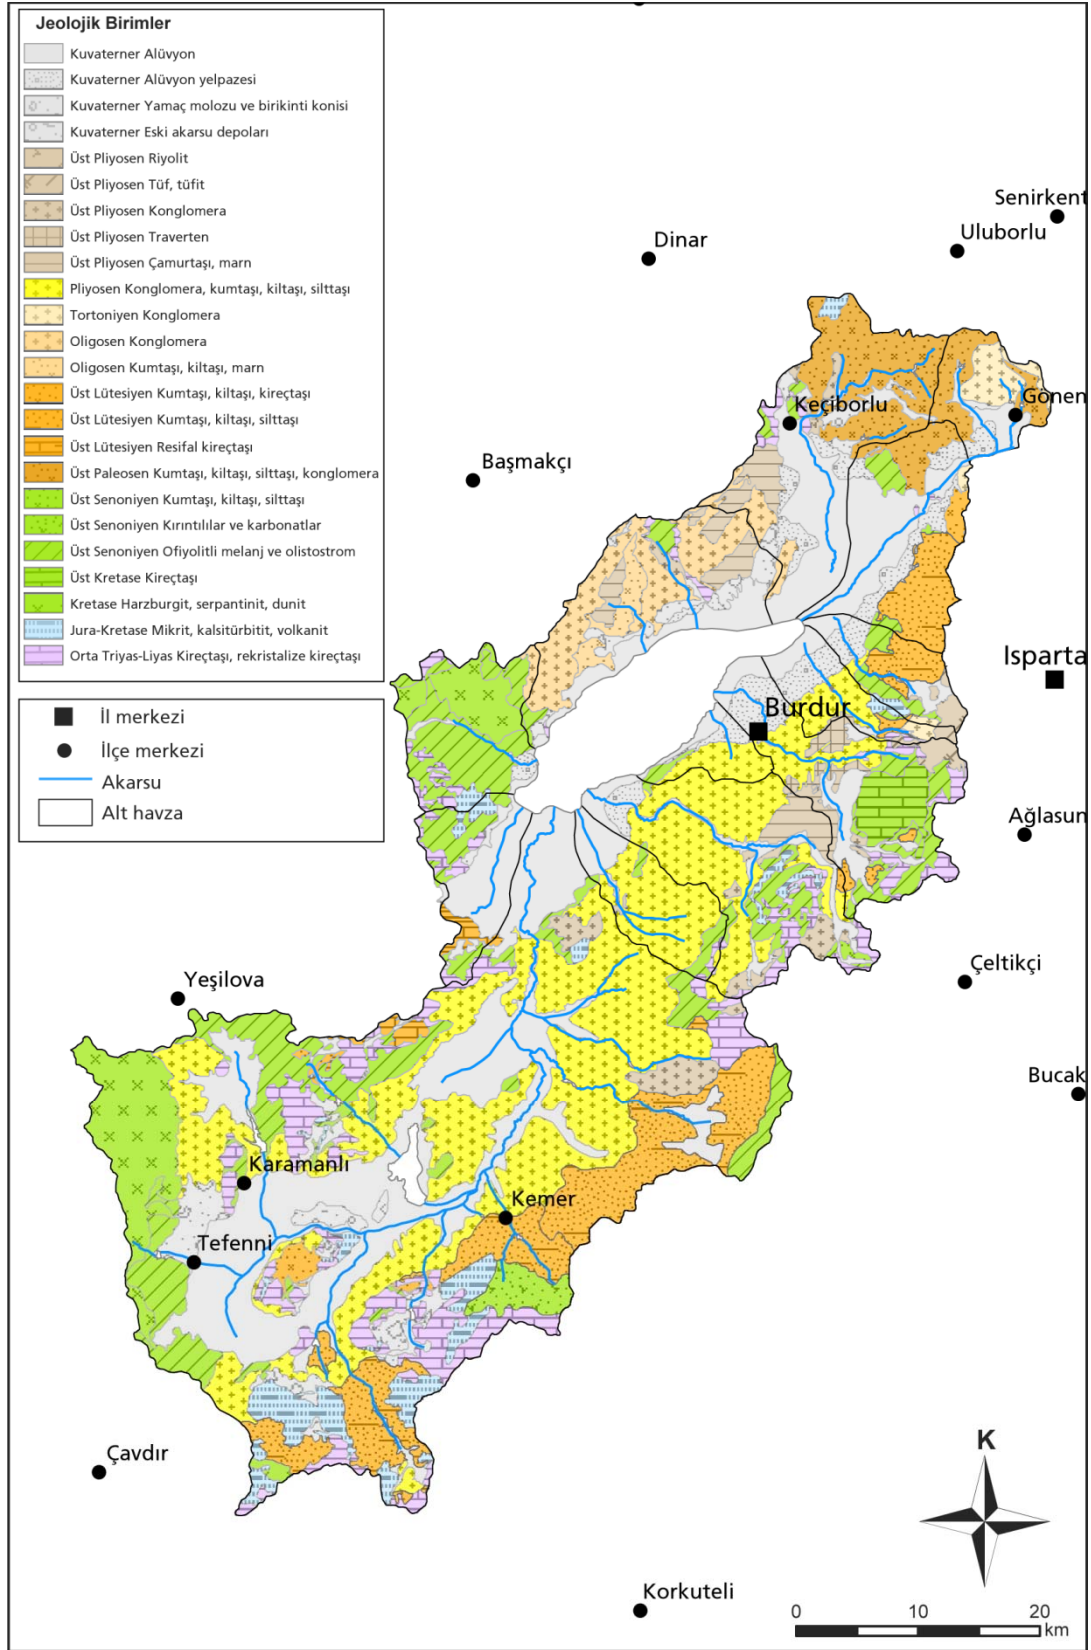 Jeolojik Birimler
Kuvaterner Alüvyon
Kuvaterner Alüvyon yelpazesi
Kuvaterner Yamaç molozu ve birikinti konisi
Kuvaterner Eski akarsu depoları
Üst Pliyosen Riyolit
Üst Pliyosen Tüf, tüfit
Üst Pliyosen Konglomera
Üst Pliyosen Traverten
Üst Pliyosen Çamurtaşı, marn
Pliyosen Konglomera, kumtaşı, kiltaşı, silttaşı
Tortoniyen Konglomera
Oligosen Konglomera
Oligosen Kumtaşı, kiltaşı, marn
Üst Lütesiyen Kumtaşı, kiltaşı, kireçtaşı
Üst Lütesiyen Kumtaşı, kiltaşı, silttaşı
Üst Lütesiyen Resifal kireçtaşı
Üst Paleosen Kumtaşı, kiltaşı, silttaşı, konglomera
Üst Senoniyen Kumtaşı, kiltaşı, silttaşı
Üst Senoniyen Kırıntılılar ve karbonatlar
Üst Senoniyen Ofiyolitli melanj ve olistostrom
Üst Kretase Kireçtaşı
Kretase Harzburgit, serpantinit, dunit
Jura-Kretase Mikrit, kalsitürbitit, volkanit
Orta Triyas-Liyas Kireçtaşı, rekristalize kireçtaşı
İl merkezi
İlçe merkezi
Akarsu
Alt havza
Senirkent
Uluborlu
Dinar
Gönen
Keçiborlu
Başmakçı
Isparta
Burdur
Ağlasun
Çeltikçi
Yeşilova
Bucak
Karamanlı
Kemer
Tefenni
Çavdır
K
Korkuteli
0 10 20
km